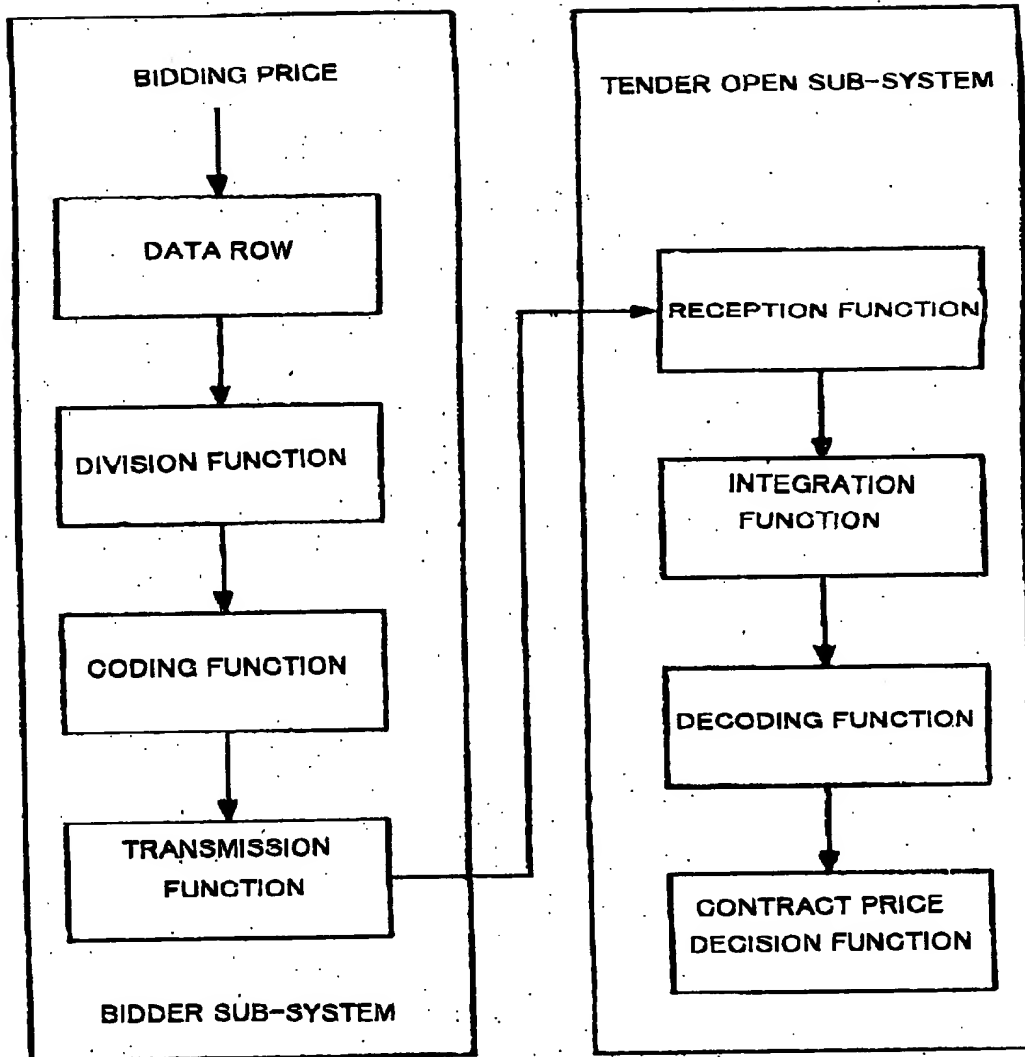 BIDDING PRICE
DATA ROW
DIVISION FUNCTION
CODING FUNCTION
TRANSMISSION
FUNCTION
BIDDER SUB-SYSTEM
TENDER OPEN SUB-SYSTEM
RECEPTION FUNCTION
INTEGRATION
FUNCTION
DECODING FUNCTION
CONTRACT PRICE
DECISION FUNCTION